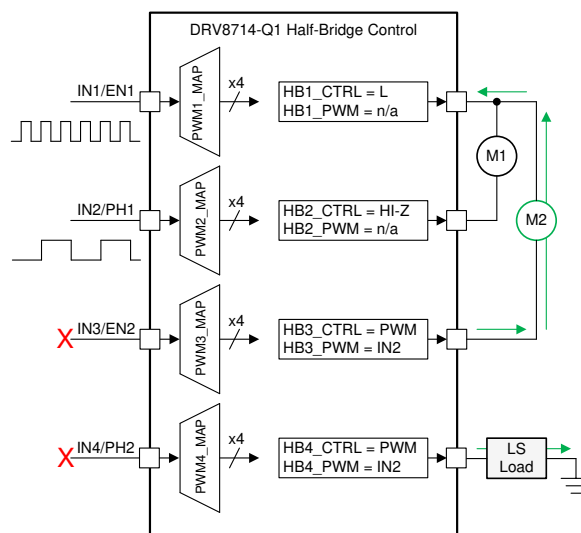 DRV8714-Q1 Half-Bridge Control
IN1/EN1
PWM1_MAP
x4
HB1_CTRL = L
HB1_PWM = n/a
M1
IN2/PH1
PWM2_MAP
x4
HB2_CTRL = HI-Z
HB2_PWM = n/a
M2
X
IN3/EN2
PWM3_MAP
x4
HB3_CTRL = PWM
HB3_PWM = IN2
X
IN4/PH2
PWM4_MAP
x4
HB4_CTRL = PWM
HB4_PWM = IN2
LS
Load